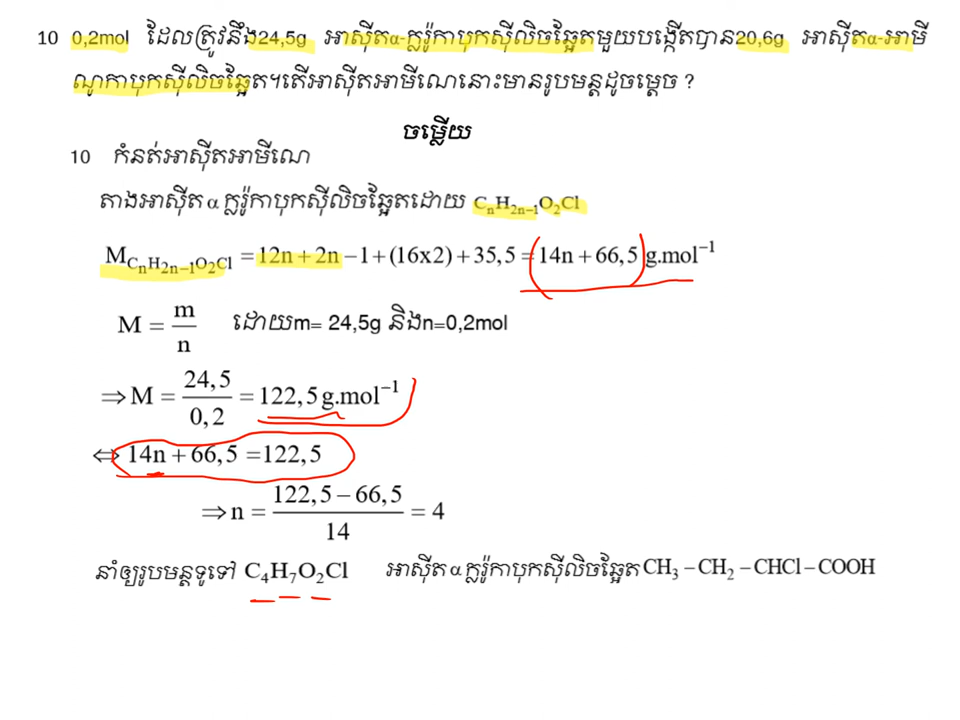 10 0,2mol ដែលត្រូវនឹង24,5g អាស៊ីតα-ក្លរ៉ូកាបុកស៊ីលិចឆ្អែតមួយបង្កើតបាន20,6g អាស៊ីតα-អាមី
ណូកាបុកស៊ីលិចឆ្អែត។តើអាស៊ីតអាមីណេនោះមានរូបមន្តដូចម្តេច ?
ចម្លើយ
10 កំនត់អាស៊ីតអាមីណេ
តាងអាស៊ីត α ក្លរ៉ូកាបុកស៊ីលិចឆ្អែតដោយ CₙH₂ₙ₋₁O₂Cl
M CₙH₂ₙ₋₁O₂Cl = 12n + 2n – 1 + (16x2) + 35,5 = 14n + 66,5 g.mol⁻¹
M = m/n ដោយm= 24,5g និងn=0,2mol
⇒ M = 24,5/0,2 = 122,5 g.mol⁻¹
⇔ 14n + 66,5 = 122,5
⇒ n = (122,5 – 66,5)/14 = 4
នាំឲ្យរូបមន្តទូទៅ C₄H₇O₂Cl អាស៊ីត α ក្លរ៉ូកាបុកស៊ីលិចឆ្អែត CH₃ – CH₂ – CHCl – COOH